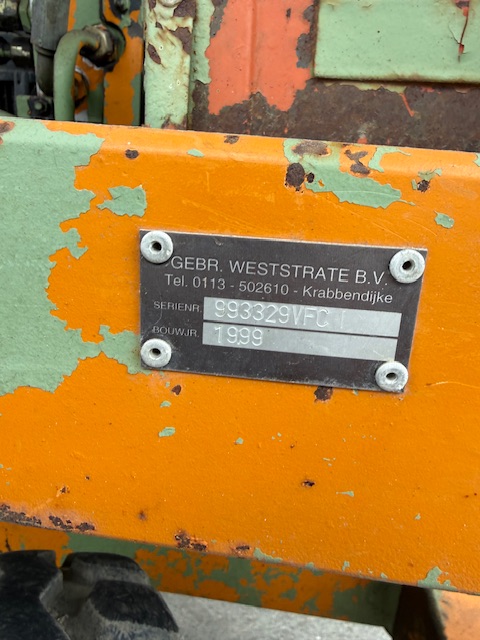 GEBR. WESTSTRATE B.V.
Tel. 0113 - 502610 - Krabbendijke
SERIENR. 993329VFC
BOUWJR. 1999